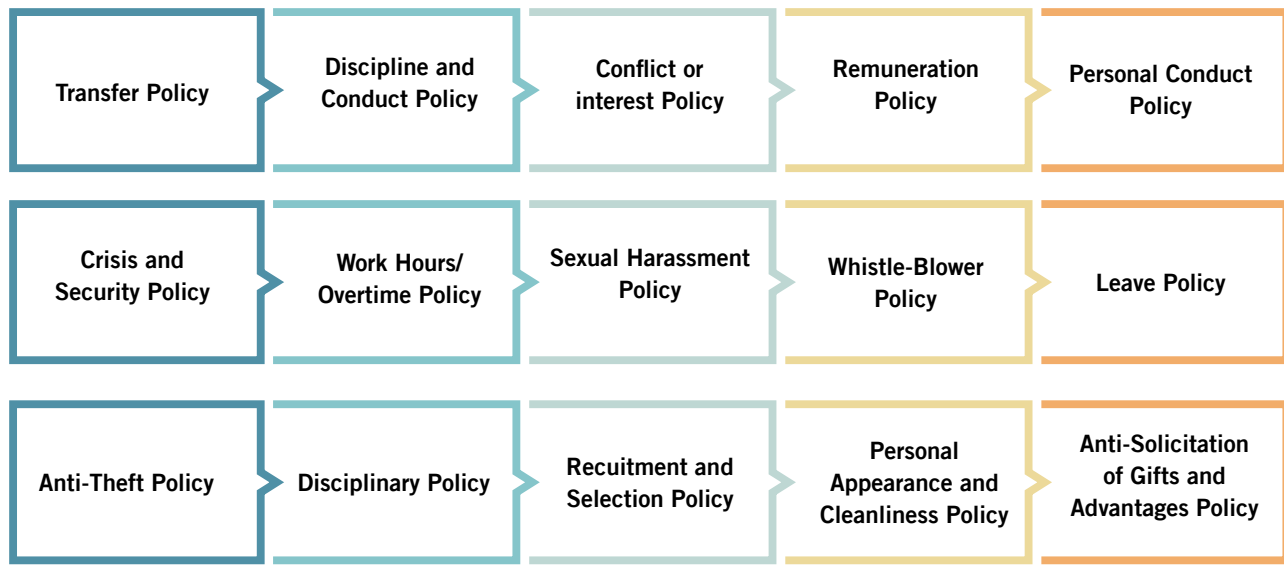 Transfer Policy
Discipline and
Conduct Policy
Conflict or
interest Policy
Remuneration
Policy
Personal Conduct
Policy
Crisis and
Security Policy
Work Hours/
Overtime Policy
Sexual Harassment
Policy
Whistle-Blower
Policy
Leave Policy
Anti-Theft Policy
Disciplinary Policy
Recuitment and
Selection Policy
Personal
Appearance and
Cleanliness Policy
Anti-Solicitation
of Gifts and
Advantages Policy